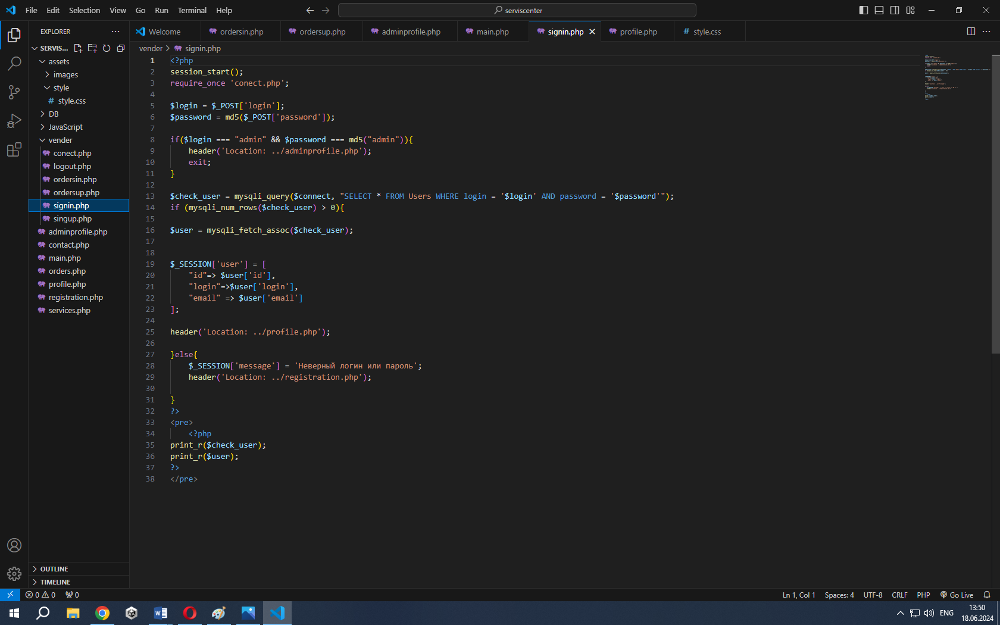 File Edit Selection View Go Run Terminal Help
serviscenter
EXPLORER
SERVIS...
assets
images
style
style.css
DB
JavaScript
vender
conect.php
logout.php
ordersin.php
ordersup.php
signin.php
singup.php
adminprofile.php
contact.php
main.php
orders.php
profile.php
registration.php
services.php
OUTLINE
TIMELINE
Welcome ordersin.php ordersup.php adminprofile.php main.php signin.php profile.php style.css
vender > signin.php
1 <?php
2 session_start();
3 require_once 'conect.php';
4
5 $login = $_POST['login'];
6 $password = md5($_POST['password']);
7
8 if($login === "admin" && $password === md5("admin")){
9 header('Location: ../adminprofile.php');
10 exit;
11 }
12
13 $check_user = mysqli_query($connect, "SELECT * FROM Users WHERE login = '$login' AND password = '$password'");
14 if (mysqli_num_rows($check_user) > 0){
15
16 $user = mysqli_fetch_assoc($check_user);
17
18
19 $_SESSION['user'] = [
20 "id"=> $user['id'],
21 "login"=>$user['login'],
22 "email" => $user['email']
23 ];
24
25 header('Location: ../profile.php');
26
27 }else{
28 $_SESSION['message'] = 'Неверный логин или пароль';
29 header('Location: ../registration.php');
30
31 }
32 ?>
33 <pre>
34 <?php
35 print_r($check_user);
36 print_r($user);
37 ?>
38 </pre>
0 0 0
Ln 1, Col 1 Spaces: 4 UTF-8 CRLF PHP Go Live
ENG
13:50
18.06.2024